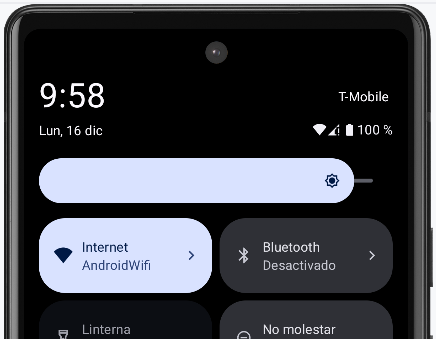 9:58
T-Mobile
Lun, 16 dic
100 %
Internet
AndroidWifi
Bluetooth
Desactivado
Linterna
No molestar